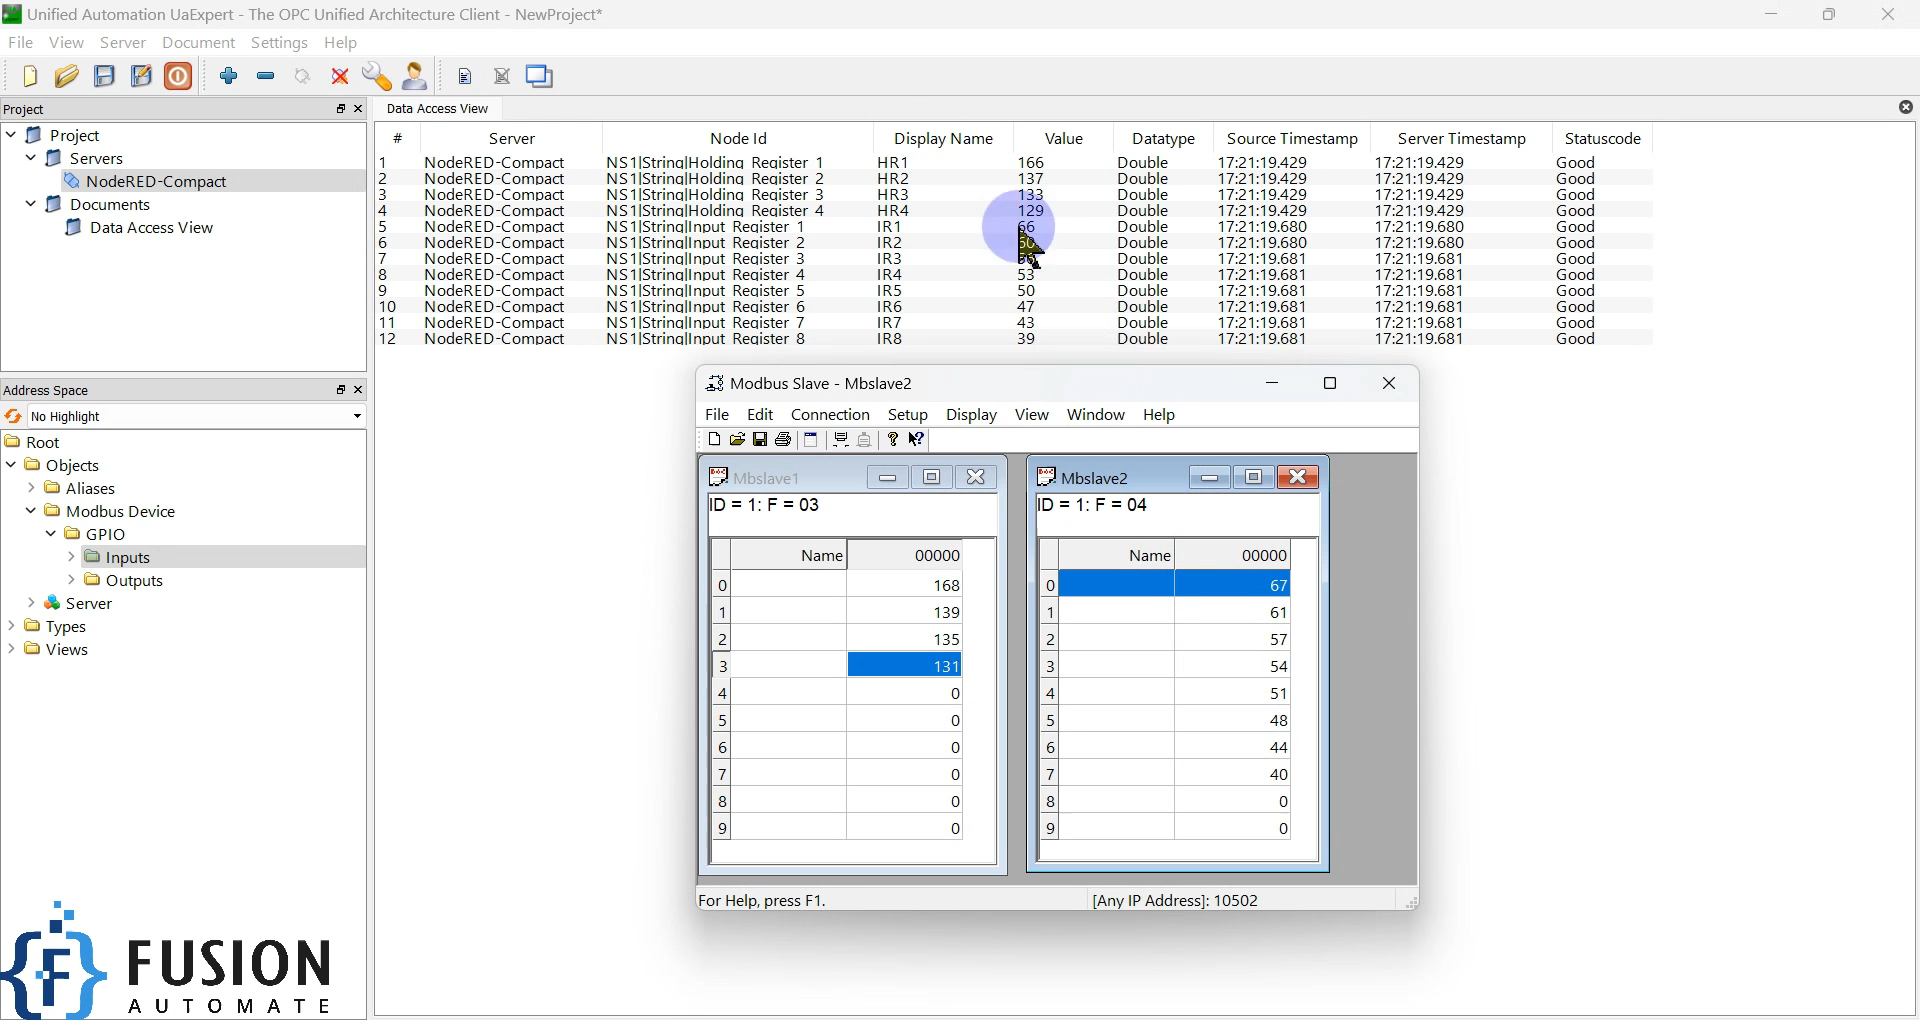 Unified Automation UaExpert - The OPC Unified Architecture Client - NewProject*
File View Server Document Settings Help
Project
Project
Servers
NodeRED-Compact
Documents
Data Access View
Address Space
No Highlight
Root
Objects
Aliases
Modbus Device
GPIO
Inputs
Outputs
Server
Types
Views
FUSION
AUTOMATE
Data Access View
# Server Node Id Display Name Value Datatype Source Timestamp Server Timestamp Statuscode
1 NodeRED-Compact NS1|String|Holding Register 1 HR1 166 Double 17:21:19.429 17:21:19.429 Good
2 NodeRED-Compact NS1|String|Holding Register 2 HR2 137 Double 17:21:19.429 17:21:19.429 Good
3 NodeRED-Compact NS1|String|Holding Register 3 HR3 133 Double 17:21:19.429 17:21:19.429 Good
4 NodeRED-Compact NS1|String|Holding Register 4 HR4 129 Double 17:21:19.429 17:21:19.429 Good
5 NodeRED-Compact NS1|String|Input Register 1 IR1 66 Double 17:21:19.680 17:21:19.680 Good
6 NodeRED-Compact NS1|String|Input Register 2 IR2 60 Double 17:21:19.680 17:21:19.680 Good
7 NodeRED-Compact NS1|String|Input Register 3 IR3 Double 17:21:19.681 17:21:19.681 Good
8 NodeRED-Compact NS1|String|Input Register 4 IR4 53 Double 17:21:19.681 17:21:19.681 Good
9 NodeRED-Compact NS1|String|Input Register 5 IR5 50 Double 17:21:19.681 17:21:19.681 Good
10 NodeRED-Compact NS1|String|Input Register 6 IR6 47 Double 17:21:19.681 17:21:19.681 Good
11 NodeRED-Compact NS1|String|Input Register 7 IR7 43 Double 17:21:19.681 17:21:19.681 Good
12 NodeRED-Compact NS1|String|Input Register 8 IR8 39 Double 17:21:19.681 17:21:19.681 Good
Modbus Slave - Mbslave2
File Edit Connection Setup Display View Window Help
Mbslave1
ID = 1: F = 03
Name 00000
0 168
1 139
2 135
3 131
4 0
5 0
6 0
7 0
8 0
9 0
Mbslave2
ID = 1: F = 04
Name 00000
0 67
1 61
2 57
3 54
4 51
5 48
6 44
7 40
8 0
9 0
For Help, press F1.
[Any IP Address]: 10502